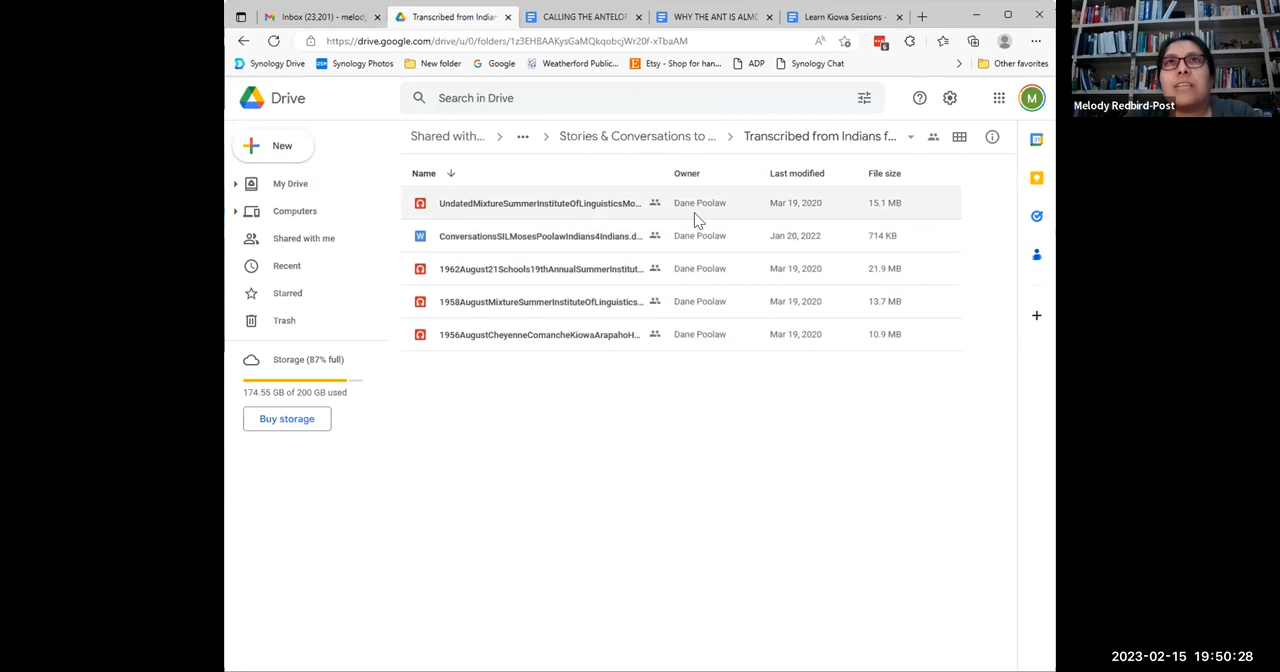 Inbox (23,201) - melody
Transcribed from Indian
CALLING THE ANTELOP
WHY THE ANT IS ALMC
Learn Kiowa Sessions -
https://drive.google.com/drive/u/0/folders/1z3EH8AAKysGaMQkqobcjWr20f-xTbaAM
Synology Drive
Synology Photos
New folder
Google
Weatherford Public...
Etsy - Shop for han...
ADP
Synology Chat
Other favorites
Drive
Search in Drive
M
New
Shared with...
Stories & Conversations to ...
Transcribed from Indians f...
Name
Owner
Last modified
File size
My Drive
Computers
Shared with me
Recent
Starred
Trash
Storage (87% full)
174.55 GB of 200 GB used
Buy storage
UndatedMixtureSummerInstituteOfLinguisticsMo... Dane Poolaw Mar 19, 2020 15.1 MB
ConversationsSILMosesPoolawIndians4Indians.d... Dane Poolaw Jan 20, 2022 714 KB
1962August21Schools19thAnnualSummerInstitut... Dane Poolaw Mar 19, 2020 21.9 MB
1958AugustMixtureSummerInstituteOfLinguistics... Dane Poolaw Mar 19, 2020 13.7 MB
1956AugustCheyenneComancheKiowaArapahoH... Dane Poolaw Mar 19, 2020 10.9 MB
Melody Redbird-Post
2023-02-15 19:50:28